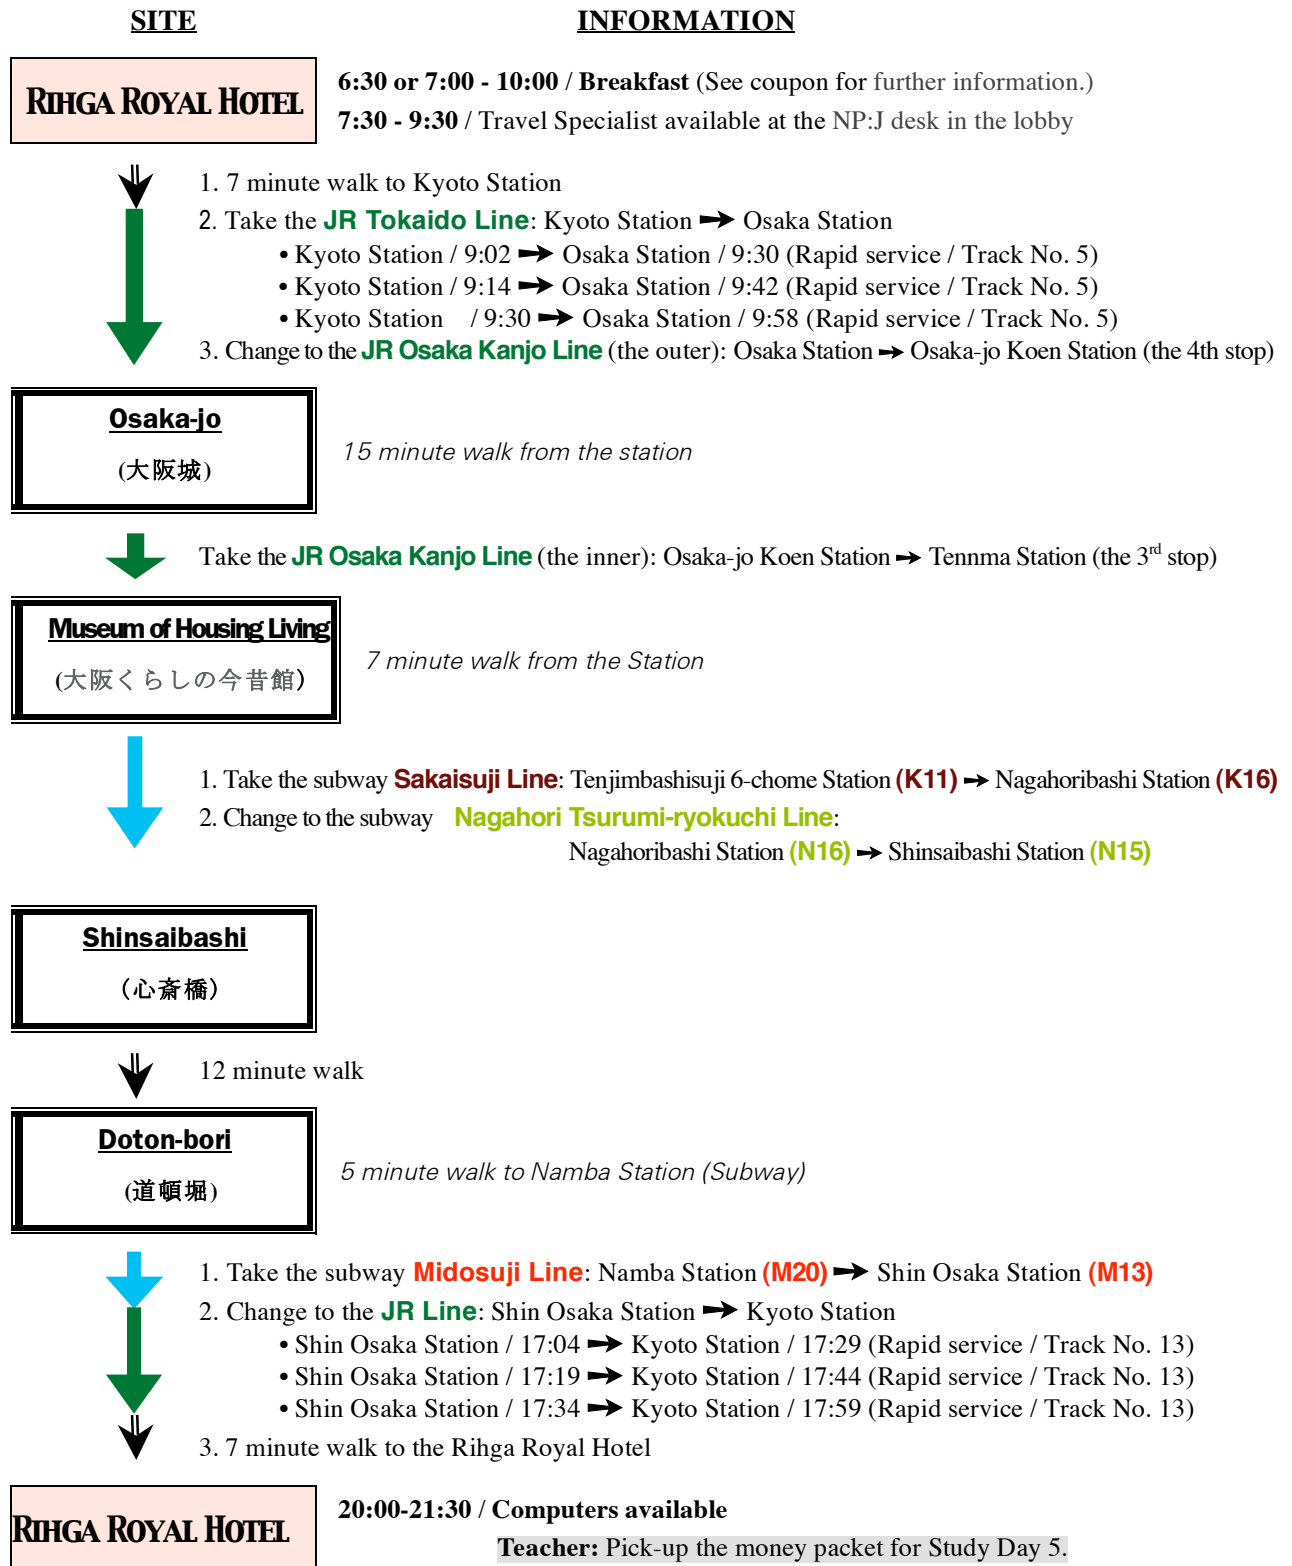 SITE INFORMATION
RIHGA ROYAL HOTEL
6:30 or 7:00 - 10:00 / Breakfast (See coupon for further information.)
7:30 - 9:30 / Travel Specialist available at the NP:J desk in the lobby
1. 7 minute walk to Kyoto Station
2. Take the JR Tokaido Line: Kyoto Station ➔ Osaka Station
• Kyoto Station / 9:02 ➔ Osaka Station / 9:30 (Rapid service / Track No. 5)
• Kyoto Station / 9:14 ➔ Osaka Station / 9:42 (Rapid service / Track No. 5)
• Kyoto Station / 9:30 ➔ Osaka Station / 9:58 (Rapid service / Track No. 5)
3. Change to the JR Osaka Kanjo Line (the outer): Osaka Station ➔ Osaka-jo Koen Station (the 4th stop)
Osaka-jo
(大阪城)
15 minute walk from the station
Take the JR Osaka Kanjo Line (the inner): Osaka-jo Koen Station ➔ Tennma Station (the 3rd stop)
Museum of Housing Living
(大阪くらしの今昔館)
7 minute walk from the Station
1. Take the subway Sakaisuji Line: Tenjimbashisuji 6-chome Station (K11) ➔ Nagahoribashi Station (K16)
2. Change to the subway Nagahori Tsurumi-ryokuchi Line:
Nagahoribashi Station (N16) ➔ Shinsaibashi Station (N15)
Shinsaibashi
(心斎橋)
12 minute walk
Doton-bori
(道頓堀)
5 minute walk to Namba Station (Subway)
1. Take the subway Midosuji Line: Namba Station (M20) ➔ Shin Osaka Station (M13)
2. Change to the JR Line: Shin Osaka Station ➔ Kyoto Station
• Shin Osaka Station / 17:04 ➔ Kyoto Station / 17:29 (Rapid service / Track No. 13)
• Shin Osaka Station / 17:19 ➔ Kyoto Station / 17:44 (Rapid service / Track No. 13)
• Shin Osaka Station / 17:34 ➔ Kyoto Station / 17:59 (Rapid service / Track No. 13)
3. 7 minute walk to the Rihga Royal Hotel
RIHGA ROYAL HOTEL
20:00-21:30 / Computers available
Teacher: Pick-up the money packet for Study Day 5.